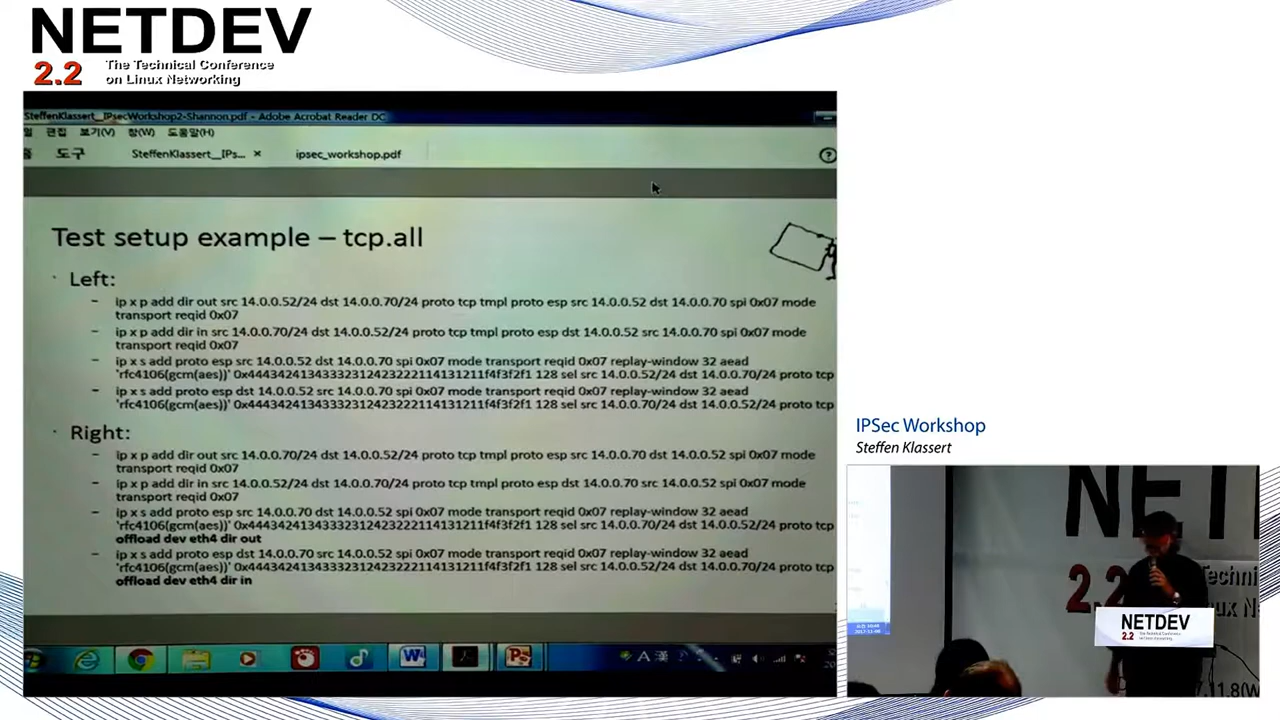 NETDEV
2.2 The Technical Conference
on Linux Networking
SteffenKlassert_IPsecWorkshop2-Shannon.pdf - Adobe Acrobat Reader DC
편집 보기(V) 창(W) 도움말(H)
도구 SteffenKlassert__IPs... × ipsec_workshop.pdf
Test setup example – tcp.all
· Left:
– ip x p add dir out src 14.0.0.52/24 dst 14.0.0.70/24 proto tcp tmpl proto esp src 14.0.0.52 dst 14.0.0.70 spi 0x07 mode
transport reqid 0x07
– ip x p add dir in src 14.0.0.70/24 dst 14.0.0.52/24 proto tcp tmpl proto esp dst 14.0.0.52 src 14.0.0.70 spi 0x07 mode
transport reqid 0x07
– ip x s add proto esp src 14.0.0.52 dst 14.0.0.70 spi 0x07 mode transport reqid 0x07 replay-window 32 aead
'rfc4106(gcm(aes))' 0x44434241343332312423222114131211f4f3f2f1 128 sel src 14.0.0.52/24 dst 14.0.0.70/24 proto tcp
– ip x s add proto esp dst 14.0.0.52 src 14.0.0.70 spi 0x07 mode transport reqid 0x07 replay-window 32 aead
'rfc4106(gcm(aes))' 0x44434241343332312423222114131211f4f3f2f1 128 sel src 14.0.0.70/24 dst 14.0.0.52/24 proto tcp
· Right:
– ip x p add dir out src 14.0.0.70/24 dst 14.0.0.52/24 proto tcp tmpl proto esp src 14.0.0.70 dst 14.0.0.52 spi 0x07 mode
transport reqid 0x07
– ip x p add dir in src 14.0.0.52/24 dst 14.0.0.70/24 proto tcp tmpl proto esp dst 14.0.0.70 src 14.0.0.52 spi 0x07 mode
transport reqid 0x07
– ip x s add proto esp src 14.0.0.70 dst 14.0.0.52 spi 0x07 mode transport reqid 0x07 replay-window 32 aead
'rfc4106(gcm(aes))' 0x44434241343332312423222114131211f4f3f2f1 128 sel src 14.0.0.70/24 dst 14.0.0.52/24 proto tcp
offload dev eth4 dir out
– ip x s add proto esp dst 14.0.0.70 src 14.0.0.52 spi 0x07 mode transport reqid 0x07 replay-window 32 aead
'rfc4106(gcm(aes))' 0x44434241343332312423222114131211f4f3f2f1 128 sel src 14.0.0.52/24 dst 14.0.0.70/24 proto tcp
offload dev eth4 dir in
A 漢
IPSec Workshop
Steffen Klassert
NET
2.2 Techni
ux N
NETDEV
2.2
7.11.8(W